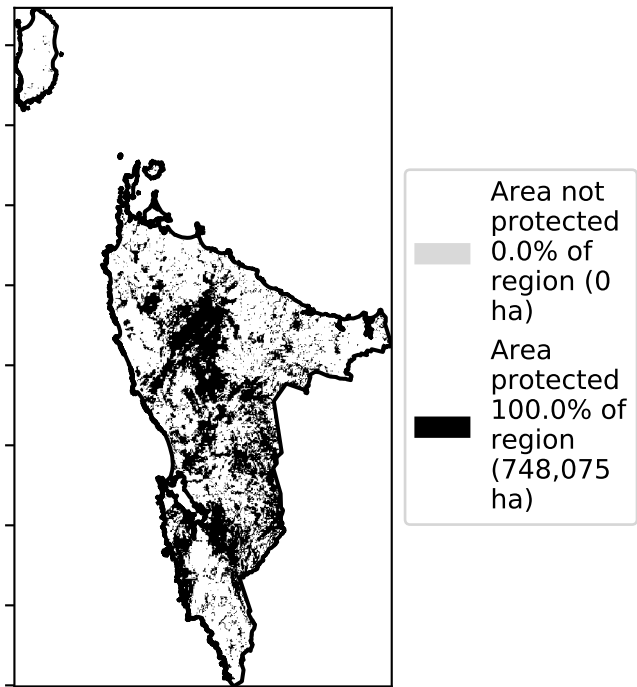 Area not
protected
0.0% of
region (0
ha)
Area
protected
100.0% of
region
(748,075
ha)